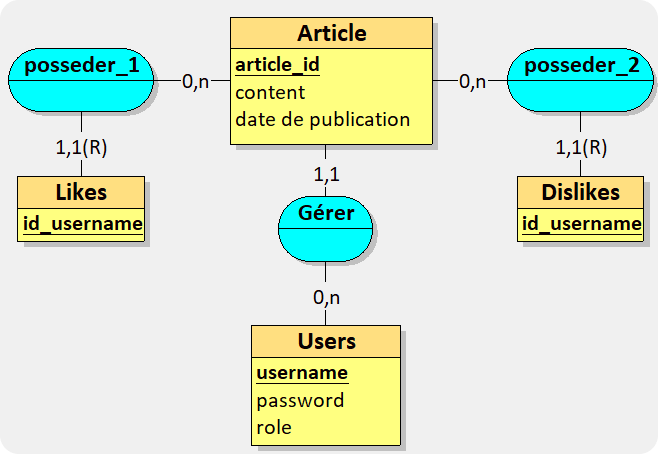 Article
posseder_1
posseder_2
article_id
0,n
0,n
content
date de publication
1,1(R)
1,1(R)
1,1
Likes
Dislikes
id_username
Gérer
id_username
0,n
Users
username
password
role